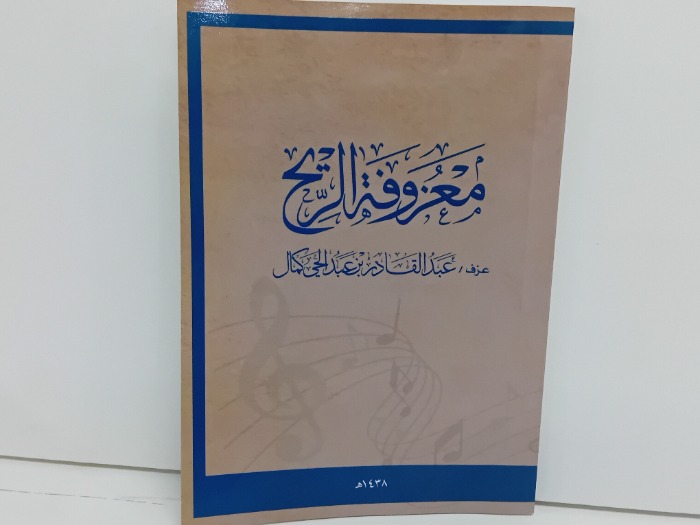 معزوفة الريح
عزف / عبد القادر بن عبد الحي كمال
١٤٣٨هـ